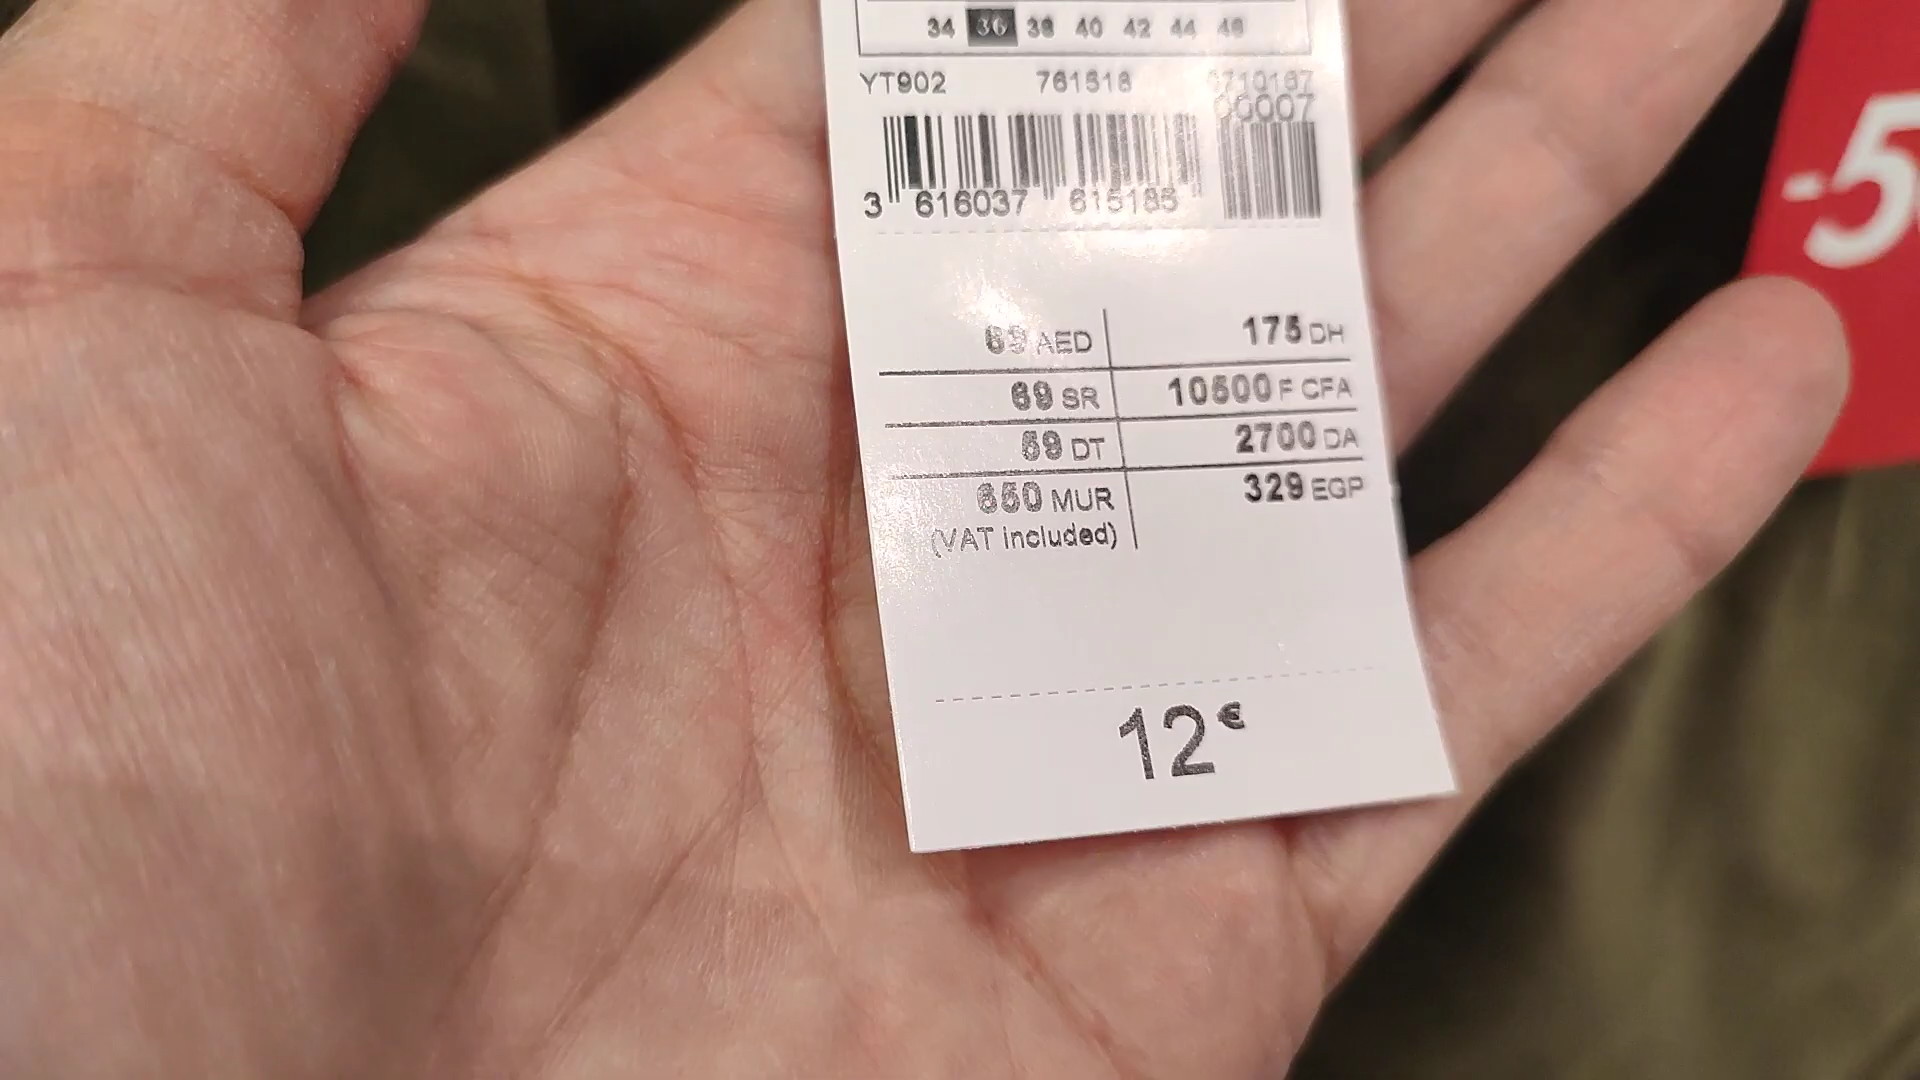 34 36 38 40 42 44 46
YT902 761518 0710167
00007
3 616037 615185
69 AED 175 DH
69 SR 10500 F CFA
69 DT 2700 DA
650 MUR 329 EGP
(VAT included)
12€